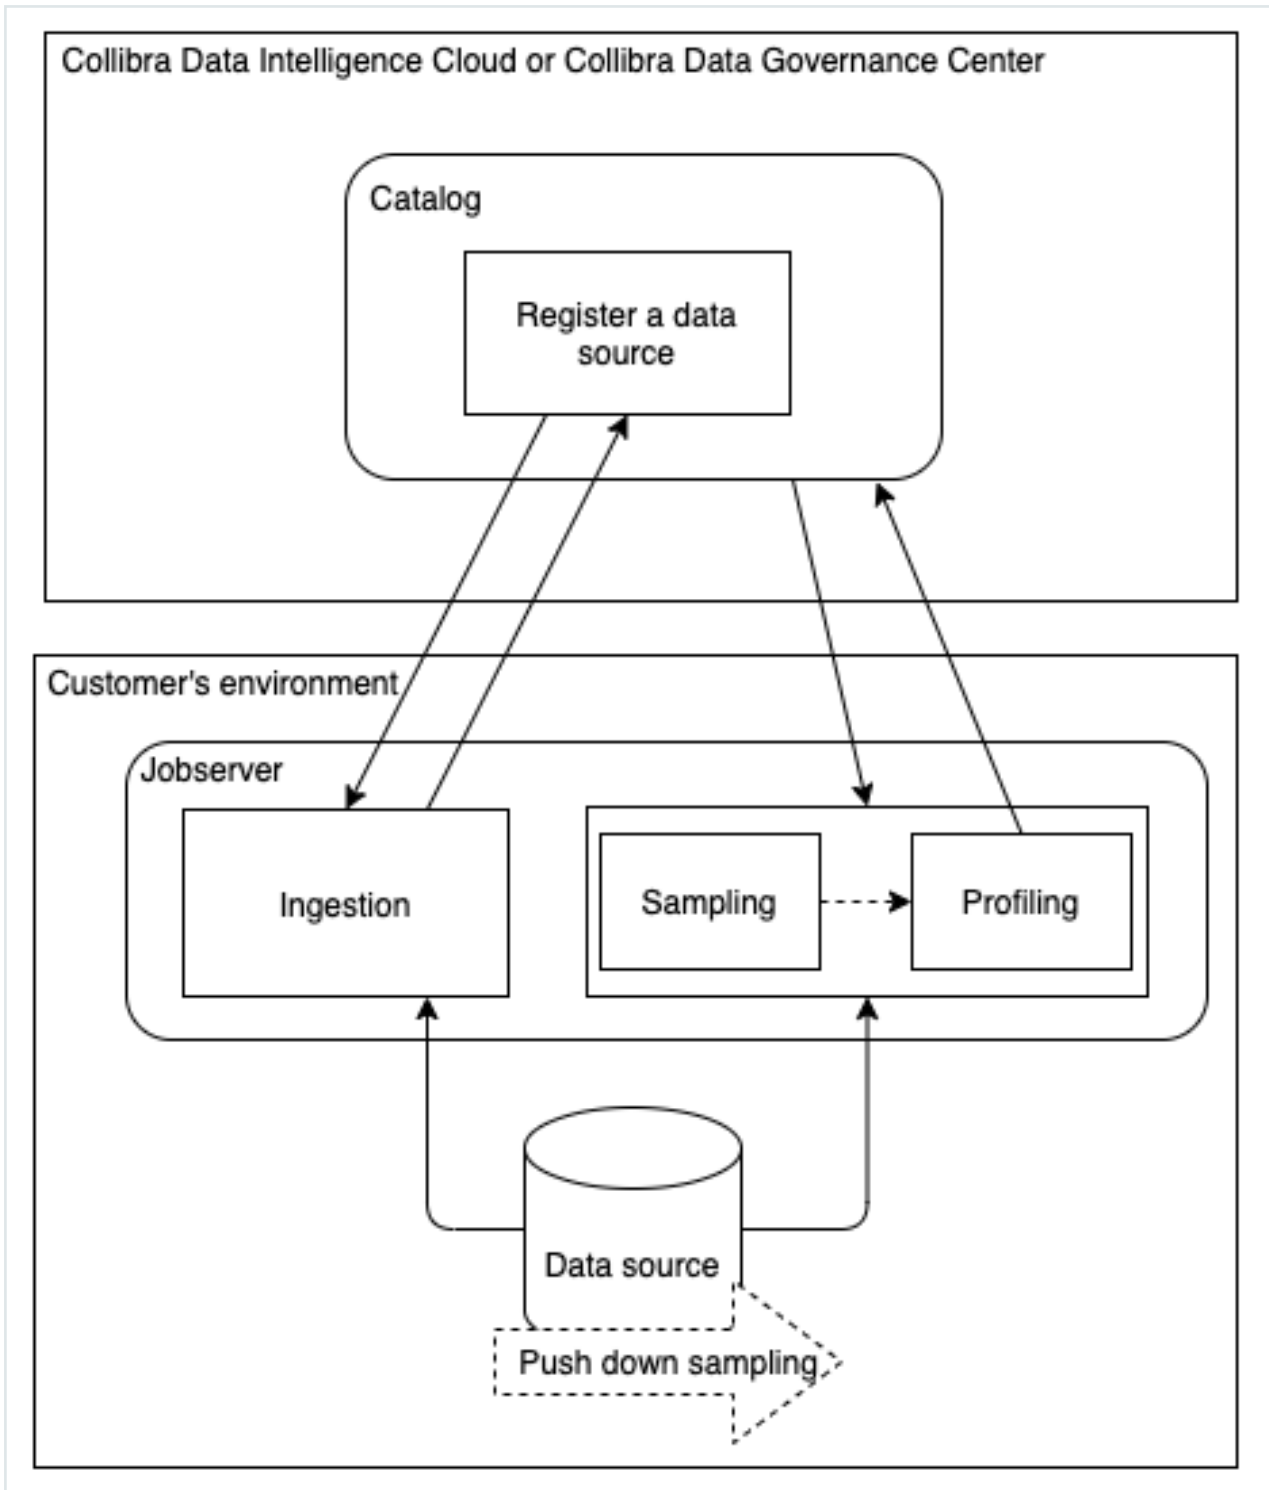 Collibra Data Intelligence Cloud or Collibra Data Governance Center
Catalog
Register a data
source
Customer's environment
Jobserver
Ingestion
Sampling
Profiling
Data source
Push down sampling